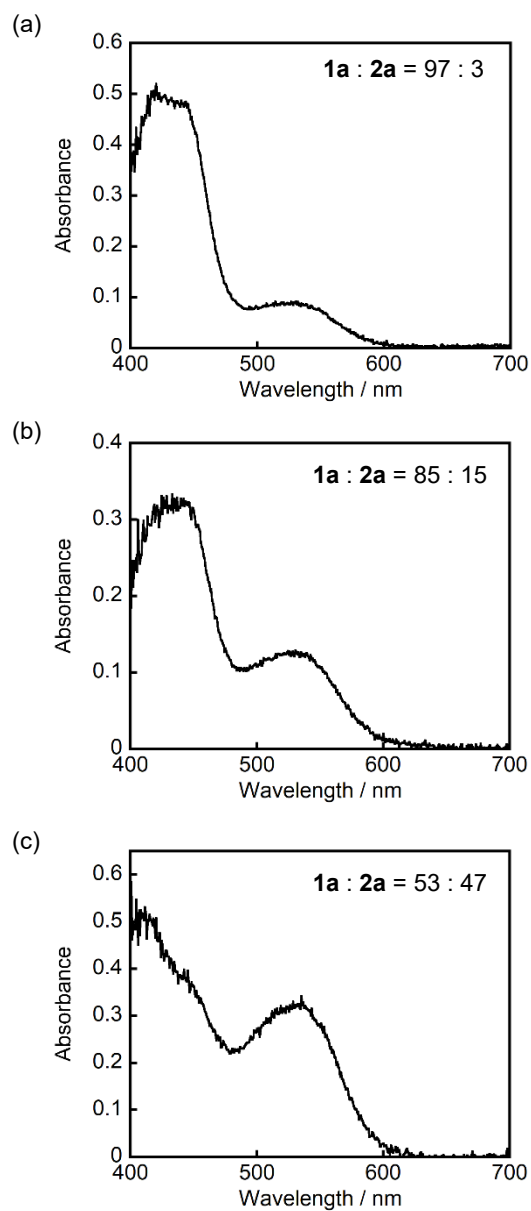 (a)
1a : 2a = 97 : 3
0.6
0.5
0.4
0.3
0.2
0.1
0
Absorbance
400 500 600 700
Wavelength / nm
(b)
1a : 2a = 85 : 15
0.4
0.3
0.2
0.1
0
Absorbance
400 500 600 700
Wavelength / nm
(c)
1a : 2a = 53 : 47
0.6
0.5
0.4
0.3
0.2
0.1
0
Absorbance
400 500 600 700
Wavelength / nm